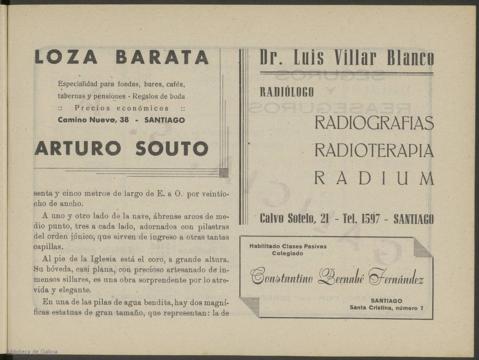 LOZA BARATA
Especialidad para fondas, bares, cafés,
tabernas y pensiones - Regalos de boda
:: Precios económicos ::
Camino Nuevo, 38 - SANTIAGO
ARTURO SOUTO
senta y cinco metros de largo de E. a O. por veintio-
cho de ancho.
A uno y otro lado de la nave, ábrense arcos de me-
dio punto, tres a cada lado, adornados con pilastras
del orden jónico, que sirven de ingreso a otras tantas
capillas.
Al pie de la Iglesia está el coro, a grande altura.
Su bóveda, casi plana, con precioso artesanado de in-
mensos sillares, es una obra sorprendente por lo atre-
vida y elegante.
En una de las pilas de agua bendita, hay dos magní-
ficas estatuas de gran tamaño, que representan: la de
Dr. Luis Villar Blanco
RADIÓLOGO
RADIOGRAFIAS
RADIOTERAPIA
RADIUM
Calvo Sotelo, 21 - Tel. 1597 - SANTIAGO
Habilitado Clases Pasivas
Colegiado
Constantino Bernabé Fernández
SANTIAGO
Santa Cristina, número 7
Biblioteca de Galicia